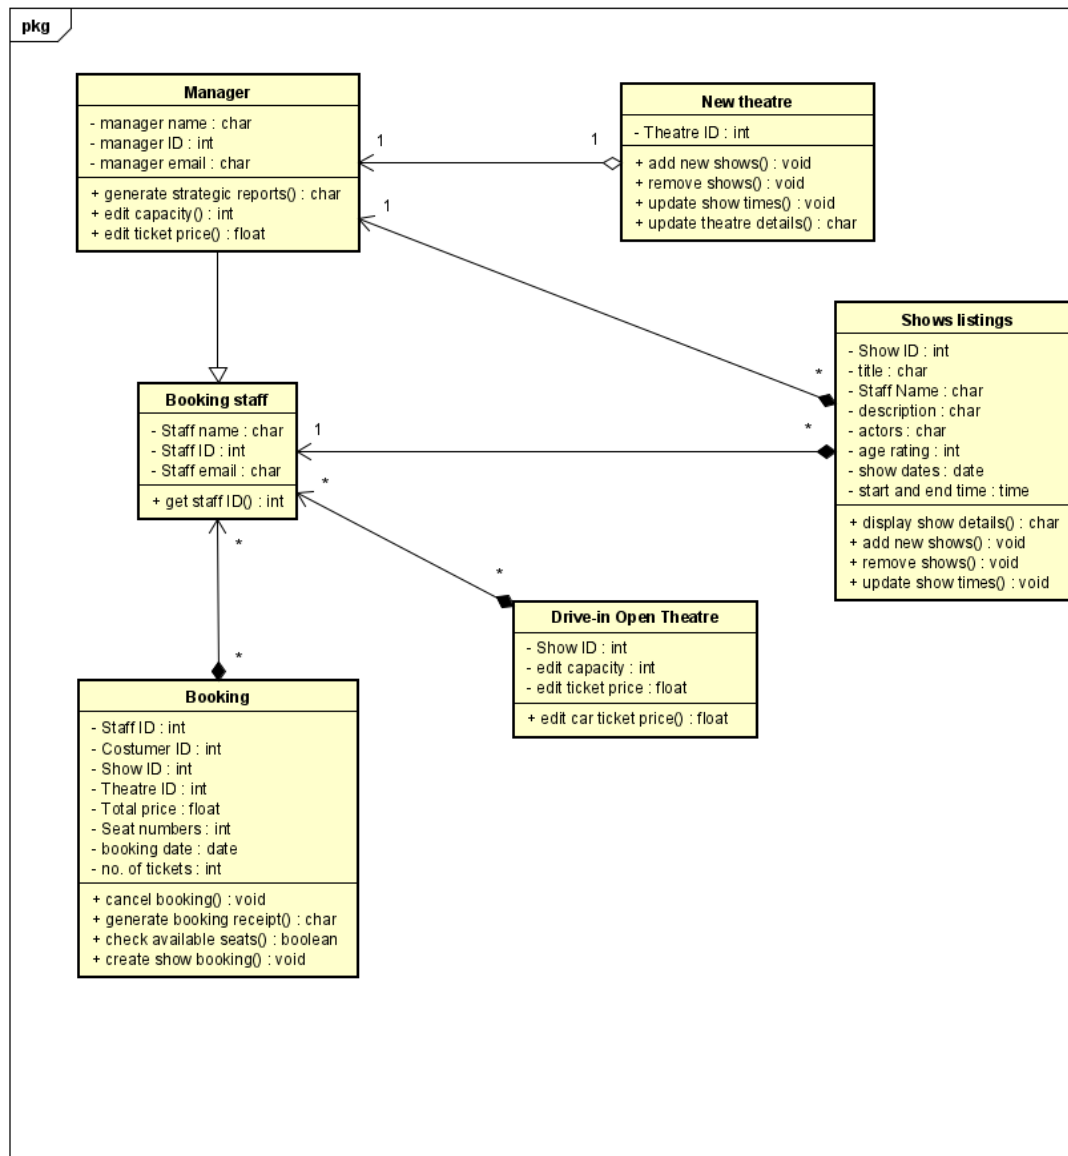 pkg
Manager
- manager name : char
- manager ID : int
- manager email : char
+ generate strategic reports() : char
+ edit capacity() : int
+ edit ticket price() : float
1
1
New theatre
- Theatre ID : int
+ add new shows() : void
+ remove shows() : void
+ update show times() : void
+ update theatre details() : char
1
*
Shows listings
- Show ID : int
- title : char
- Staff Name : char
- description : char
- actors : char
- age rating : int
- show dates : date
- start and end time : time
+ display show details() : char
+ add new shows() : void
+ remove shows() : void
+ update show times() : void
Booking staff
- Staff name : char
- Staff ID : int
- Staff email : char
+ get staff ID() : int
1
*
*
*
Drive-in Open Theatre
- Show ID : int
- edit capacity : int
- edit ticket price : float
+ edit car ticket price() : float
*
*
Booking
- Staff ID : int
- Costumer ID : int
- Show ID : int
- Theatre ID : int
- Total price : float
- Seat numbers : int
- booking date : date
- no. of tickets : int
+ cancel booking() : void
+ generate booking receipt() : char
+ check available seats() : boolean
+ create show booking() : void